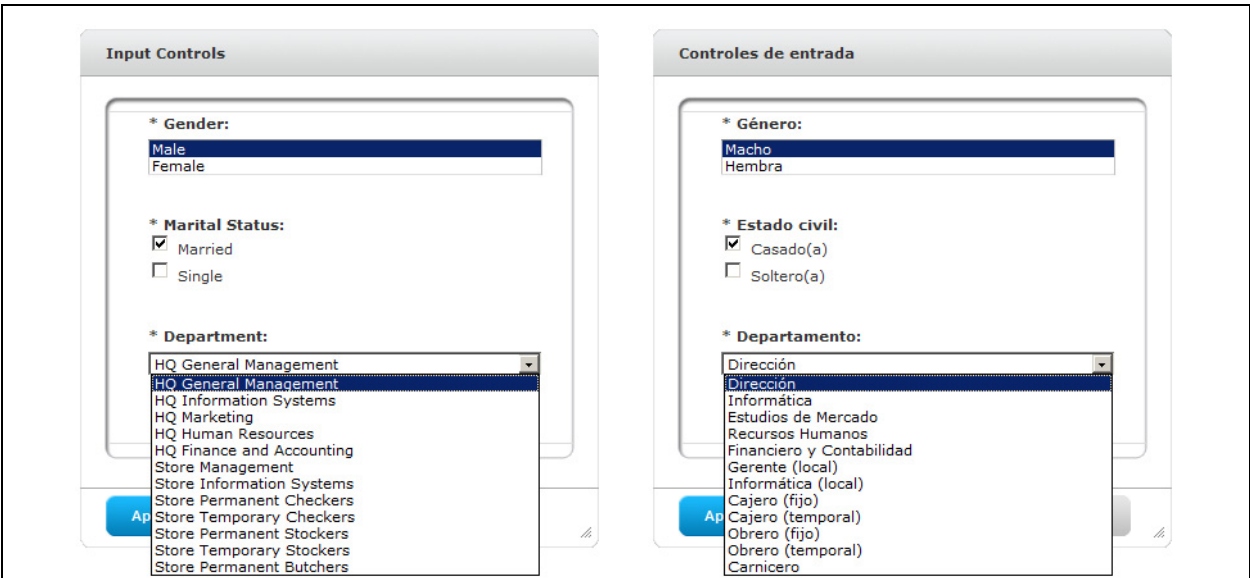 Input Controls
* Gender:
Male
Female
* Marital Status:
Married
Single
* Department:
HQ General Management
HQ General Management
HQ Information Systems
HQ Marketing
HQ Human Resources
HQ Finance and Accounting
Store Management
Store Information Systems
Store Permanent Checkers
Store Temporary Checkers
Store Permanent Stockers
Store Temporary Stockers
Store Permanent Butchers
Ap
Controles de entrada
* Género:
Macho
Hembra
* Estado civil:
Casado(a)
Soltero(a)
* Departamento:
Dirección
Dirección
Informática
Estudios de Mercado
Recursos Humanos
Financiero y Contabilidad
Gerente (local)
Informática (local)
Cajero (fijo)
Cajero (temporal)
Obrero (fijo)
Obrero (temporal)
Carnicero
Ap